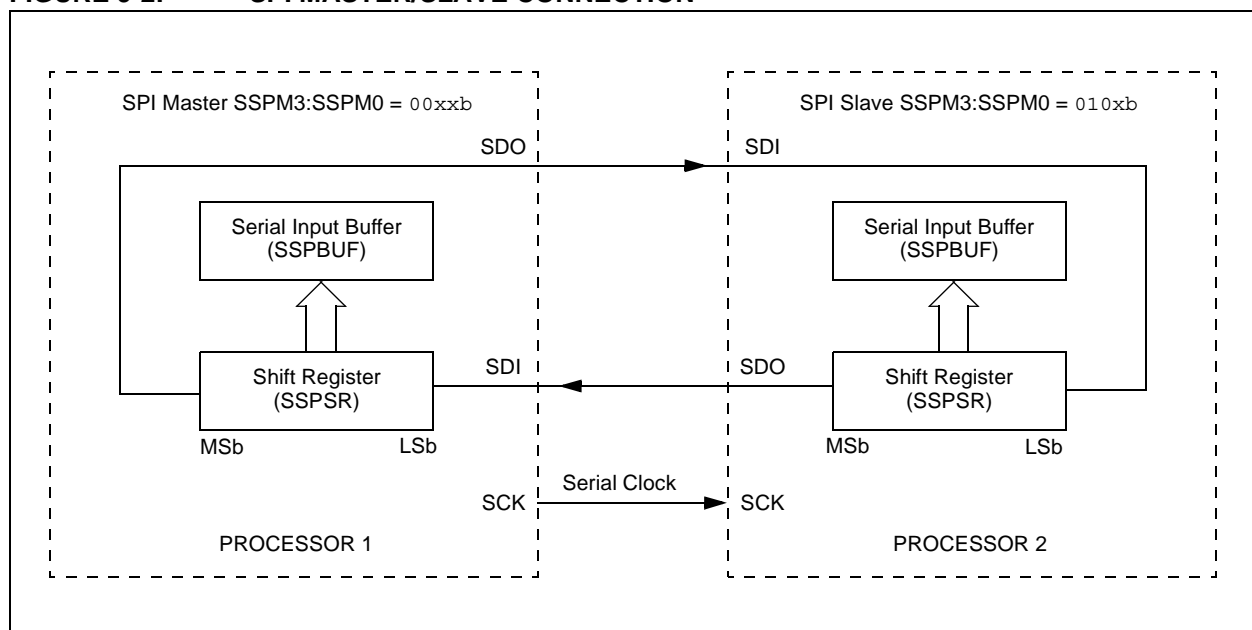 SPI Master SSPM3:SSPM0 = 00xxb
SDO
Serial Input Buffer
(SSPBUF)
Shift Register
(SSPSR)
MSb
LSb
SDI
SCK
PROCESSOR 1
Serial Clock
SPI Slave SSPM3:SSPM0 = 010xb
SDI
Serial Input Buffer
(SSPBUF)
SDO
Shift Register
(SSPSR)
MSb
LSb
SCK
PROCESSOR 2